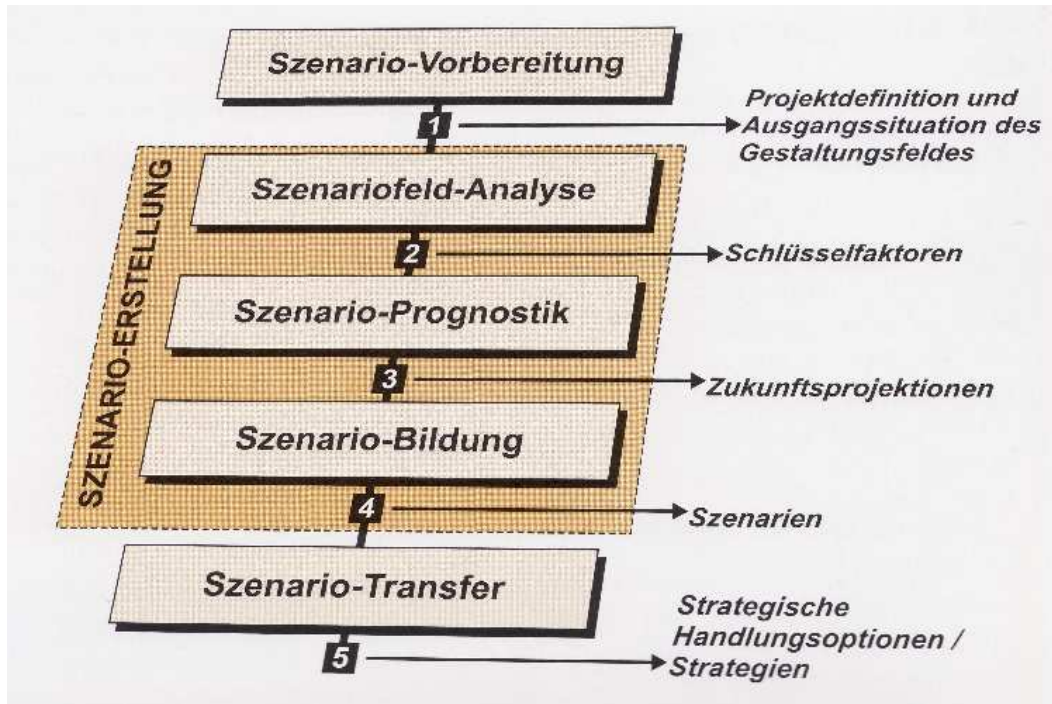 Szenario-Vorbereitung
1
Projektdefinition und
Ausgangssituation des
Gestaltungsfeldes
SZENARIO-ERSTELLUNG
Szenariofeld-Analyse
2
Schlüsselfaktoren
Szenario-Prognostik
3
Zukunftsprojektionen
Szenario-Bildung
4
Szenarien
Szenario-Transfer
5
Strategische
Handlungsoptionen /
Strategien